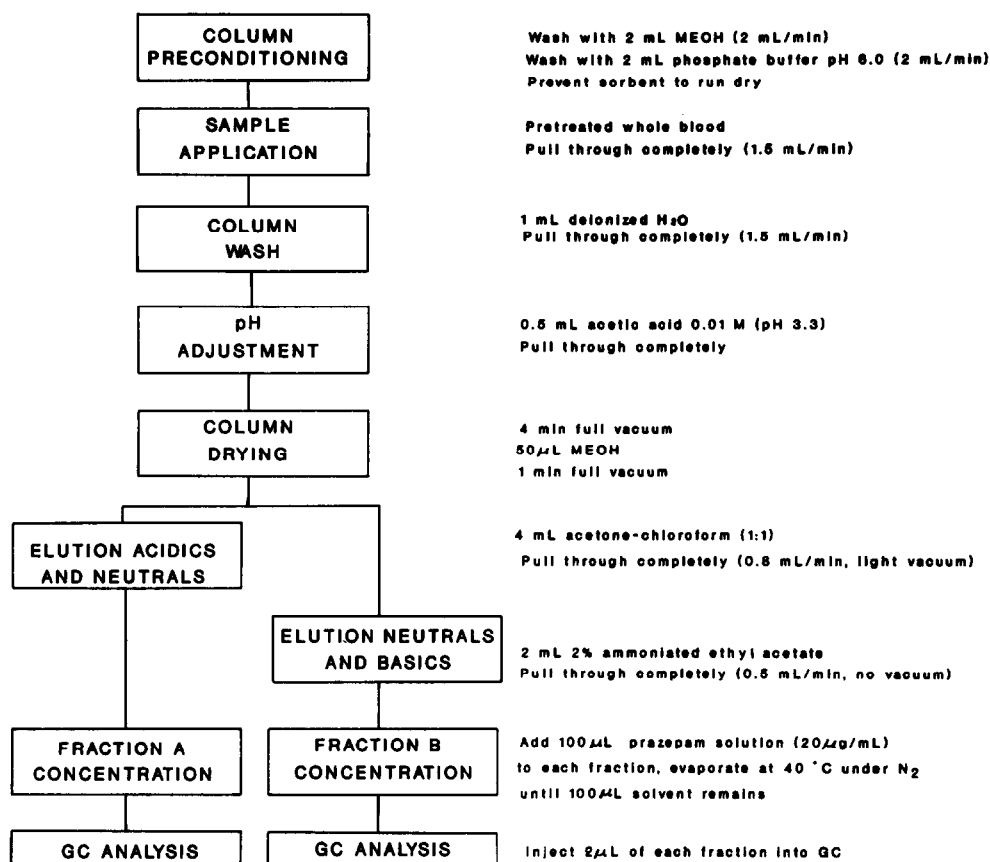 COLUMN
PRECONDITIONING
Wash with 2 mL MEOH (2 mL/min)
Wash with 2 mL phosphate buffer pH 6.0 (2 mL/min)
Prevent sorbent to run dry
SAMPLE
APPLICATION
Pretreated whole blood
Pull through completely (1.5 mL/min)
COLUMN
WASH
1 mL deionized H₂O
Pull through completely (1.5 mL/min)
pH
ADJUSTMENT
0.5 mL acetic acid 0.01 M (pH 3.3)
Pull through completely
COLUMN
DRYING
4 min full vacuum
50µL MEOH
1 min full vacuum
ELUTION ACIDICS
AND NEUTRALS
4 mL acetone-chloroform (1:1)
Pull through completely (0.8 mL/min, light vacuum)
ELUTION NEUTRALS
AND BASICS
2 mL 2% ammoniated ethyl acetate
Pull through completely (0.5 mL/min, no vacuum)
FRACTION A
CONCENTRATION
FRACTION B
CONCENTRATION
Add 100µL prazepam solution (20µg/mL)
to each fraction, evaporate at 40 °C under N₂
until 100µL solvent remains
GC ANALYSIS
GC ANALYSIS
Inject 2µL of each fraction into GC